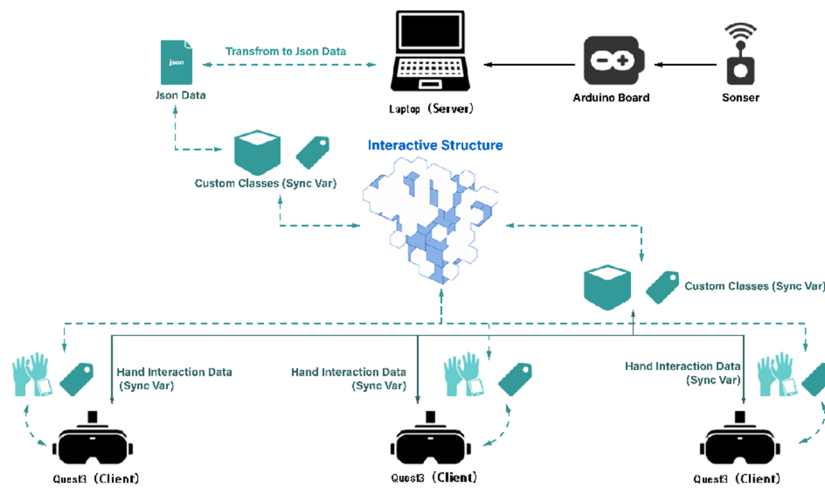 Transfrom to Json Data
json
Json Data
Laptop (Server)
Arduino Board
Sonser
Interactive Structure
Custom Classes (Sync Var)
Custom Classes (Sync Var)
Hand Interaction Data
(Sync Var)
Hand Interaction Data
(Sync Var)
Hand Interaction Data
(Sync Var)
Quest3 (Client)
Quest3 (Client)
Quest3 (Client)